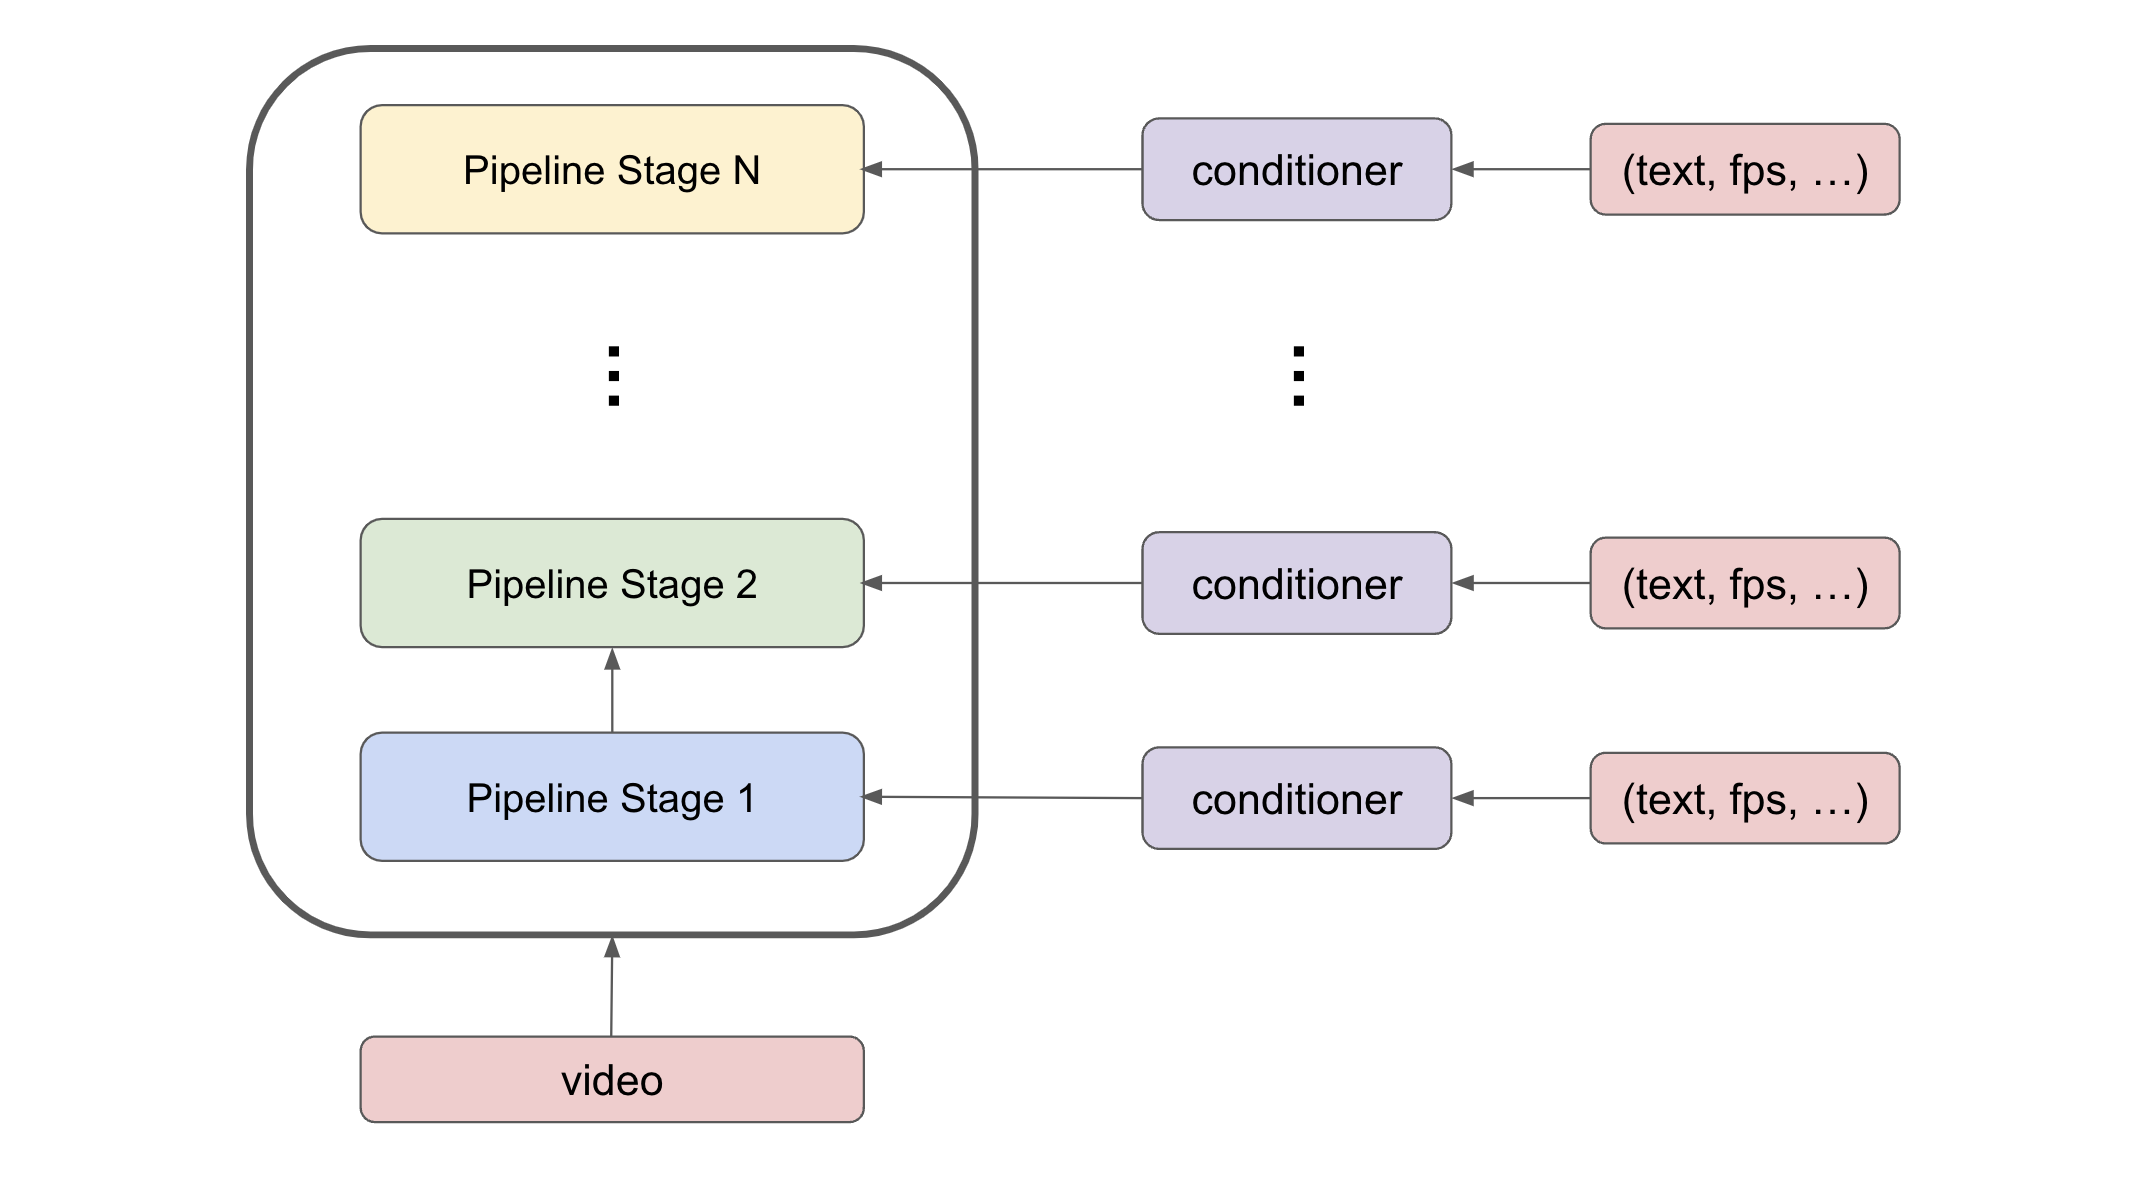 Pipeline Stage N
conditioner
(text, fps, …)
Pipeline Stage 2
conditioner
(text, fps, …)
Pipeline Stage 1
conditioner
(text, fps, …)
video